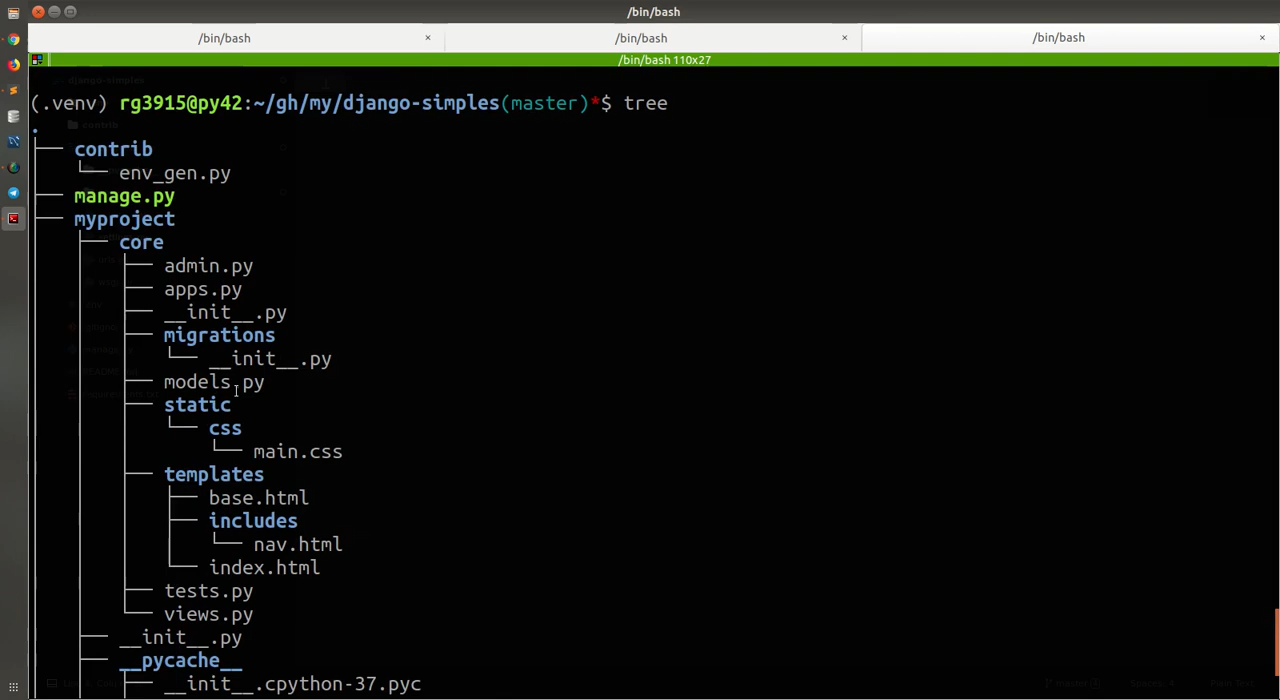 /bin/bash
/bin/bash × /bin/bash × /bin/bash ×
/bin/bash 110x27
(.venv) rg3915@py42:~/gh/my/django-simples(master)*$ tree
.
├── contrib
│   └── env_gen.py
├── manage.py
├── myproject
│   ├── core
│   │   ├── admin.py
│   │   ├── apps.py
│   │   ├── __init__.py
│   │   ├── migrations
│   │   │   └── __init__.py
│   │   ├── models.py
│   │   ├── static
│   │   │   └── css
│   │   │       └── main.css
│   │   ├── templates
│   │   │   ├── base.html
│   │   │   ├── includes
│   │   │   │   └── nav.html
│   │   │   └── index.html
│   │   ├── tests.py
│   │   └── views.py
│   ├── __init__.py
│   ├── __pycache__
│   │   ├── __init__.cpython-37.pyc